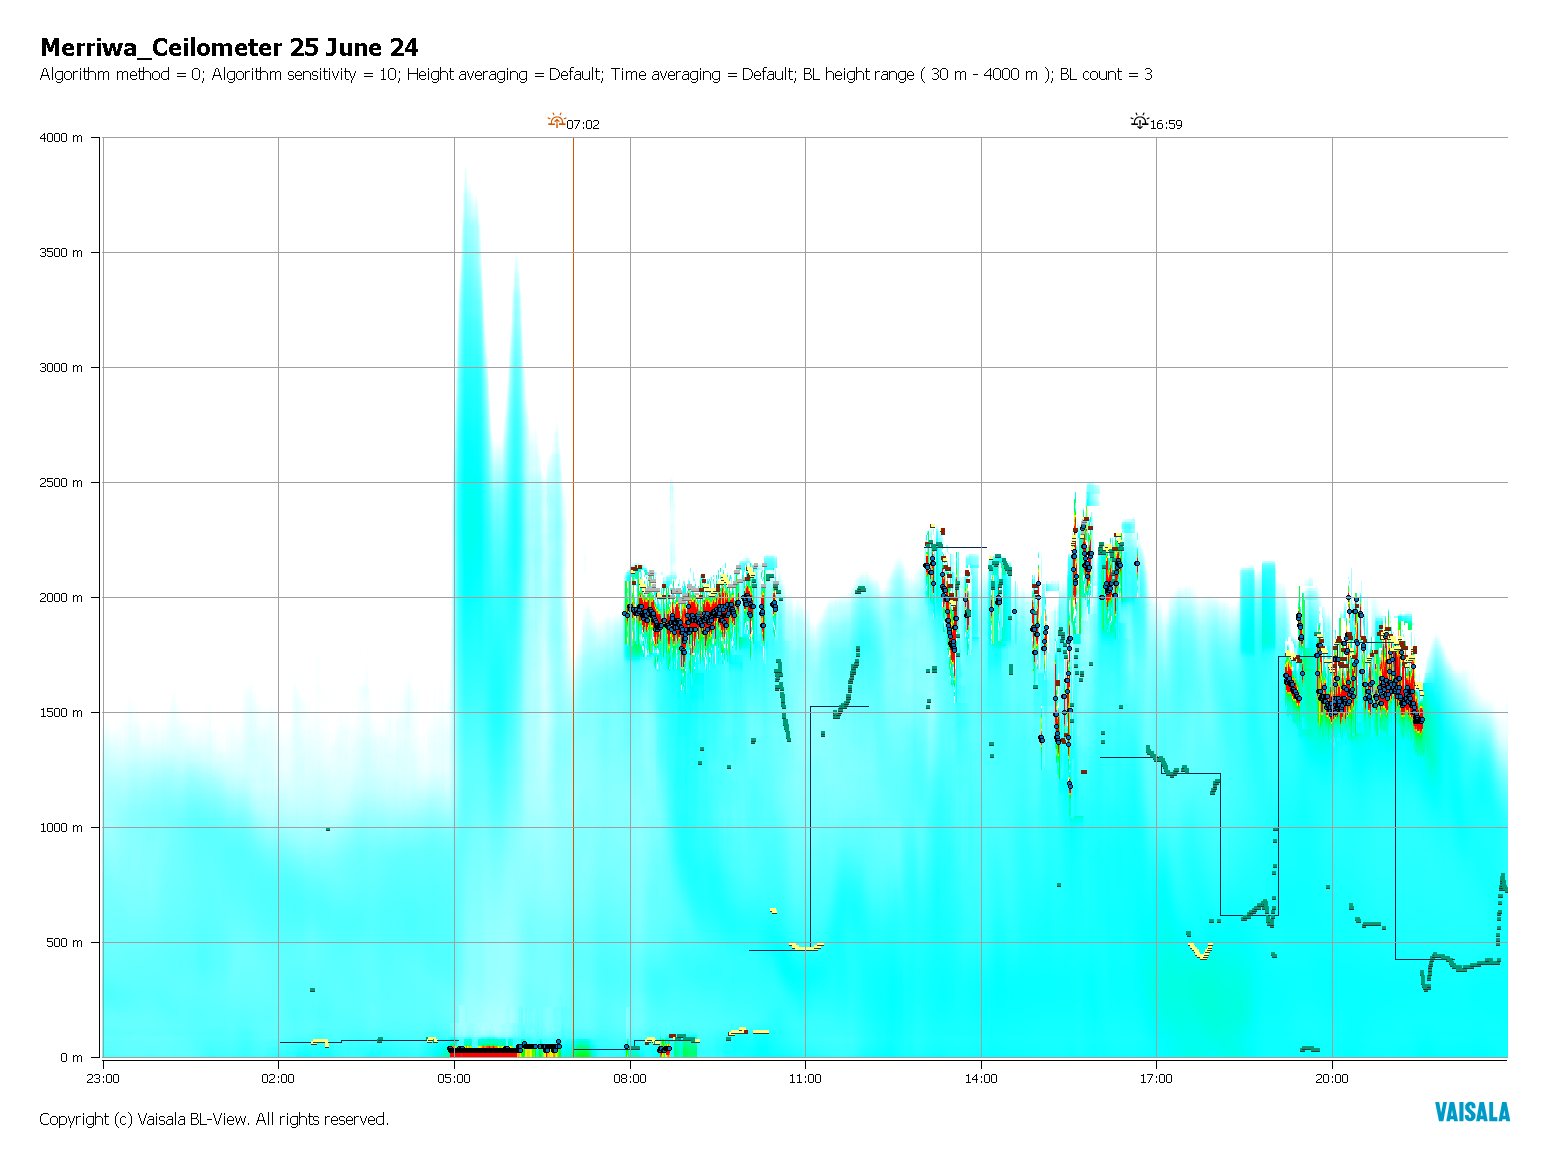 Merriwa_Ceilometer 25 June 24
Algorithm method = 0; Algorithm sensitivity = 10; Height averaging = Default; Time averaging = Default; BL height range ( 30 m - 4000 m ); BL count = 3
07:02
16:59
4000 m
3500 m
3000 m
2500 m
2000 m
1500 m
1000 m
500 m
0 m
23:00 02:00 05:00 08:00 11:00 14:00 17:00 20:00
Copyright (c) Vaisala BL-View. All rights reserved.
VAISALA